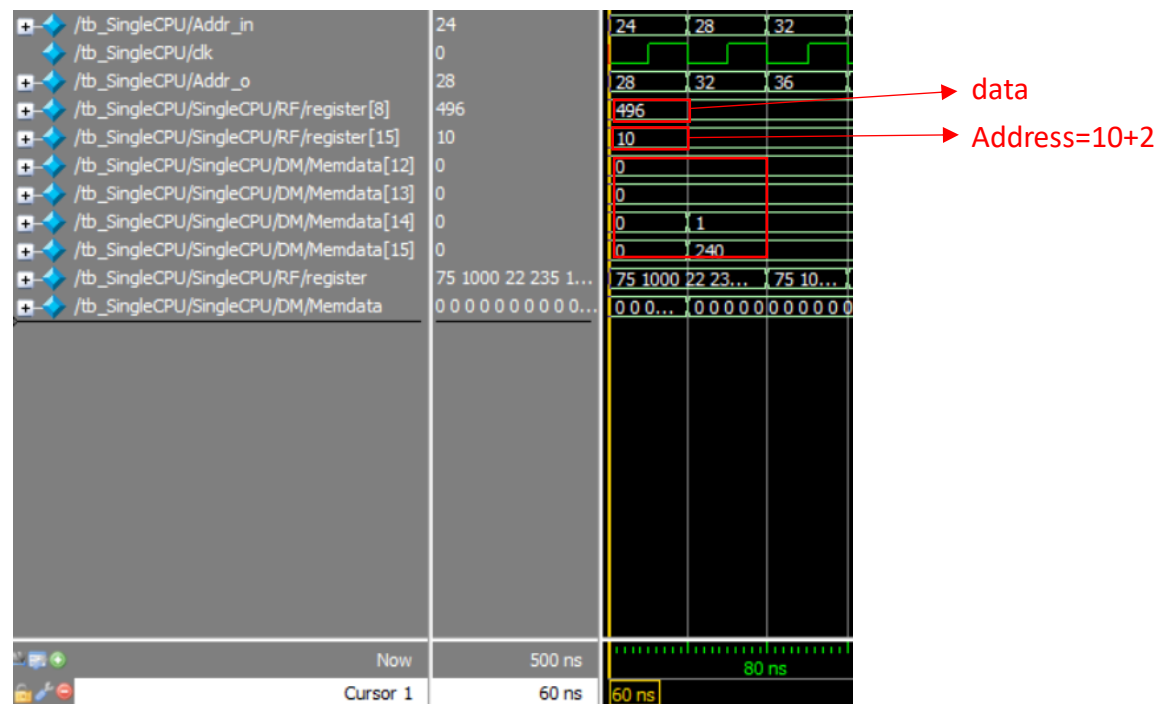 /tb_SingleCPU/Addr_in 24 24 28 32
/tb_SingleCPU/clk 0
/tb_SingleCPU/Addr_o 28 28 32 36
/tb_SingleCPU/SingleCPU/RF/register[8] 496 496 data
/tb_SingleCPU/SingleCPU/RF/register[15] 10 10 Address=10+2
/tb_SingleCPU/SingleCPU/DM/Memdata[12] 0 0
/tb_SingleCPU/SingleCPU/DM/Memdata[13] 0 0
/tb_SingleCPU/SingleCPU/DM/Memdata[14] 0 0 1
/tb_SingleCPU/SingleCPU/DM/Memdata[15] 0 0 240
/tb_SingleCPU/SingleCPU/RF/register 75 1000 22 235 1... 75 1000 22 23... 75 10...
/tb_SingleCPU/SingleCPU/DM/Memdata 0 0 0 0 0 0 0 0 0 0 0... 0 0 0... 0 0 0 0 0 0 0 0 0 0 0
Now 500 ns 80 ns
Cursor 1 60 ns 60 ns